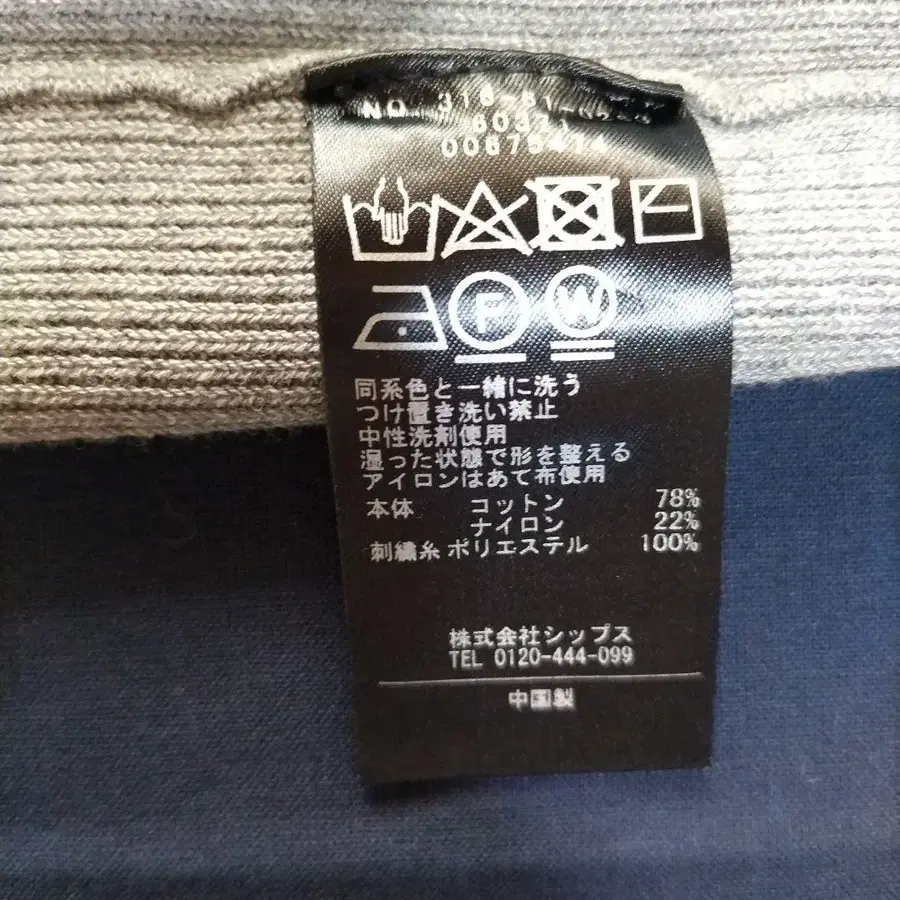 NO. 316-61-
60371
同系色と一緒に洗う
つけ置き洗い禁止
中性洗剤使用
湿った状態で形を整える
アイロンはあて布使用
本体 コットン 78%
ナイロン 22%
刺繍糸 ポリエステル 100%
株式会社シップス
TEL 0120-444-099
中国製
F
W